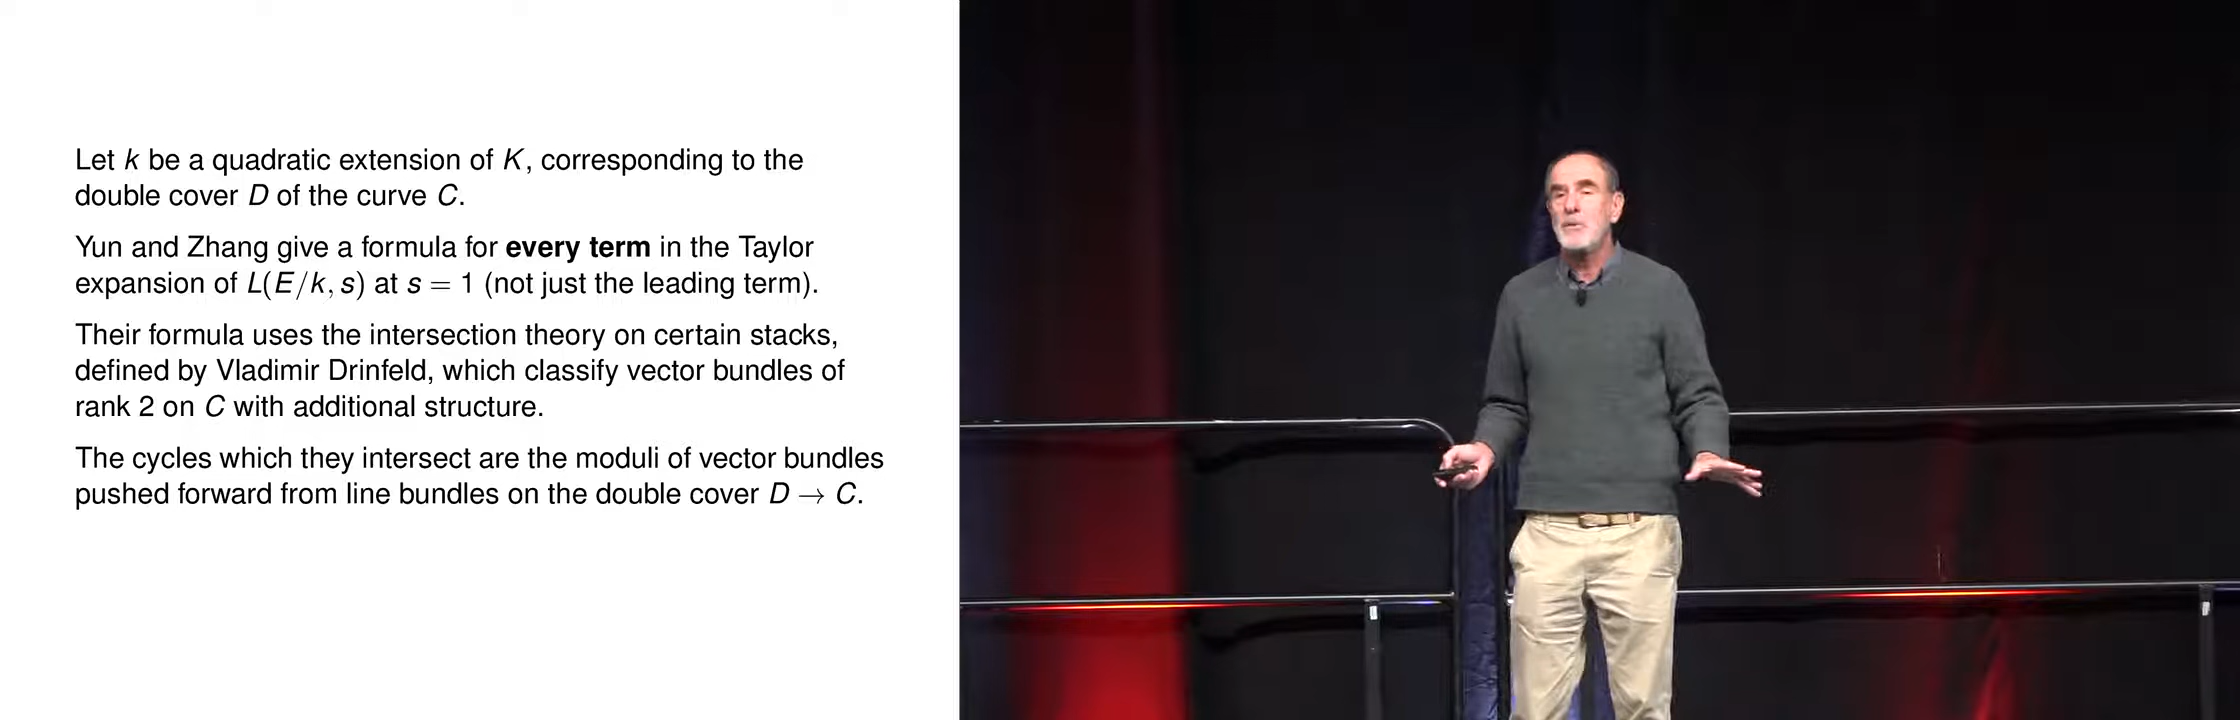 Let k be a quadratic extension of K, corresponding to the
double cover D of the curve C.
Yun and Zhang give a formula for every term in the Taylor
expansion of L(E/k, s) at s = 1 (not just the leading term).
Their formula uses the intersection theory on certain stacks,
defined by Vladimir Drinfeld, which classify vector bundles of
rank 2 on C with additional structure.
The cycles which they intersect are the moduli of vector bundles
pushed forward from line bundles on the double cover D → C.